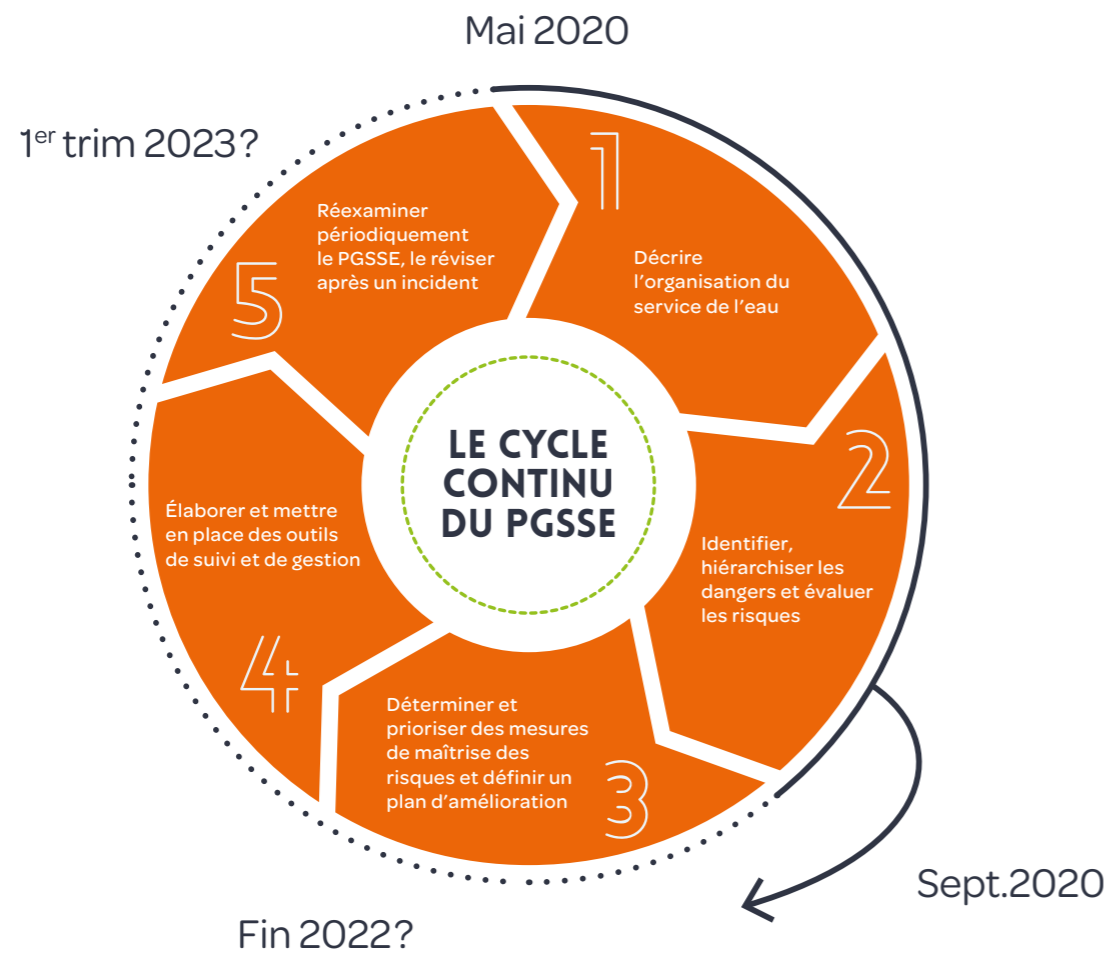 Mai 2020
1er trim 2023?
1
Décrire
l’organisation du
service de l’eau
2
Identifier,
hiérarchiser les
dangers et évaluer
les risques
3
Déterminer et
prioriser des mesures
de maîtrise des
risques et définir un
plan d’amélioration
4
Élaborer et mettre
en place des outils
de suivi et de gestion
5
Réexaminer
périodiquement
le PGSSE, le réviser
après un incident
LE CYCLE
CONTINU
DU PGSSE
Sept.2020
Fin 2022?